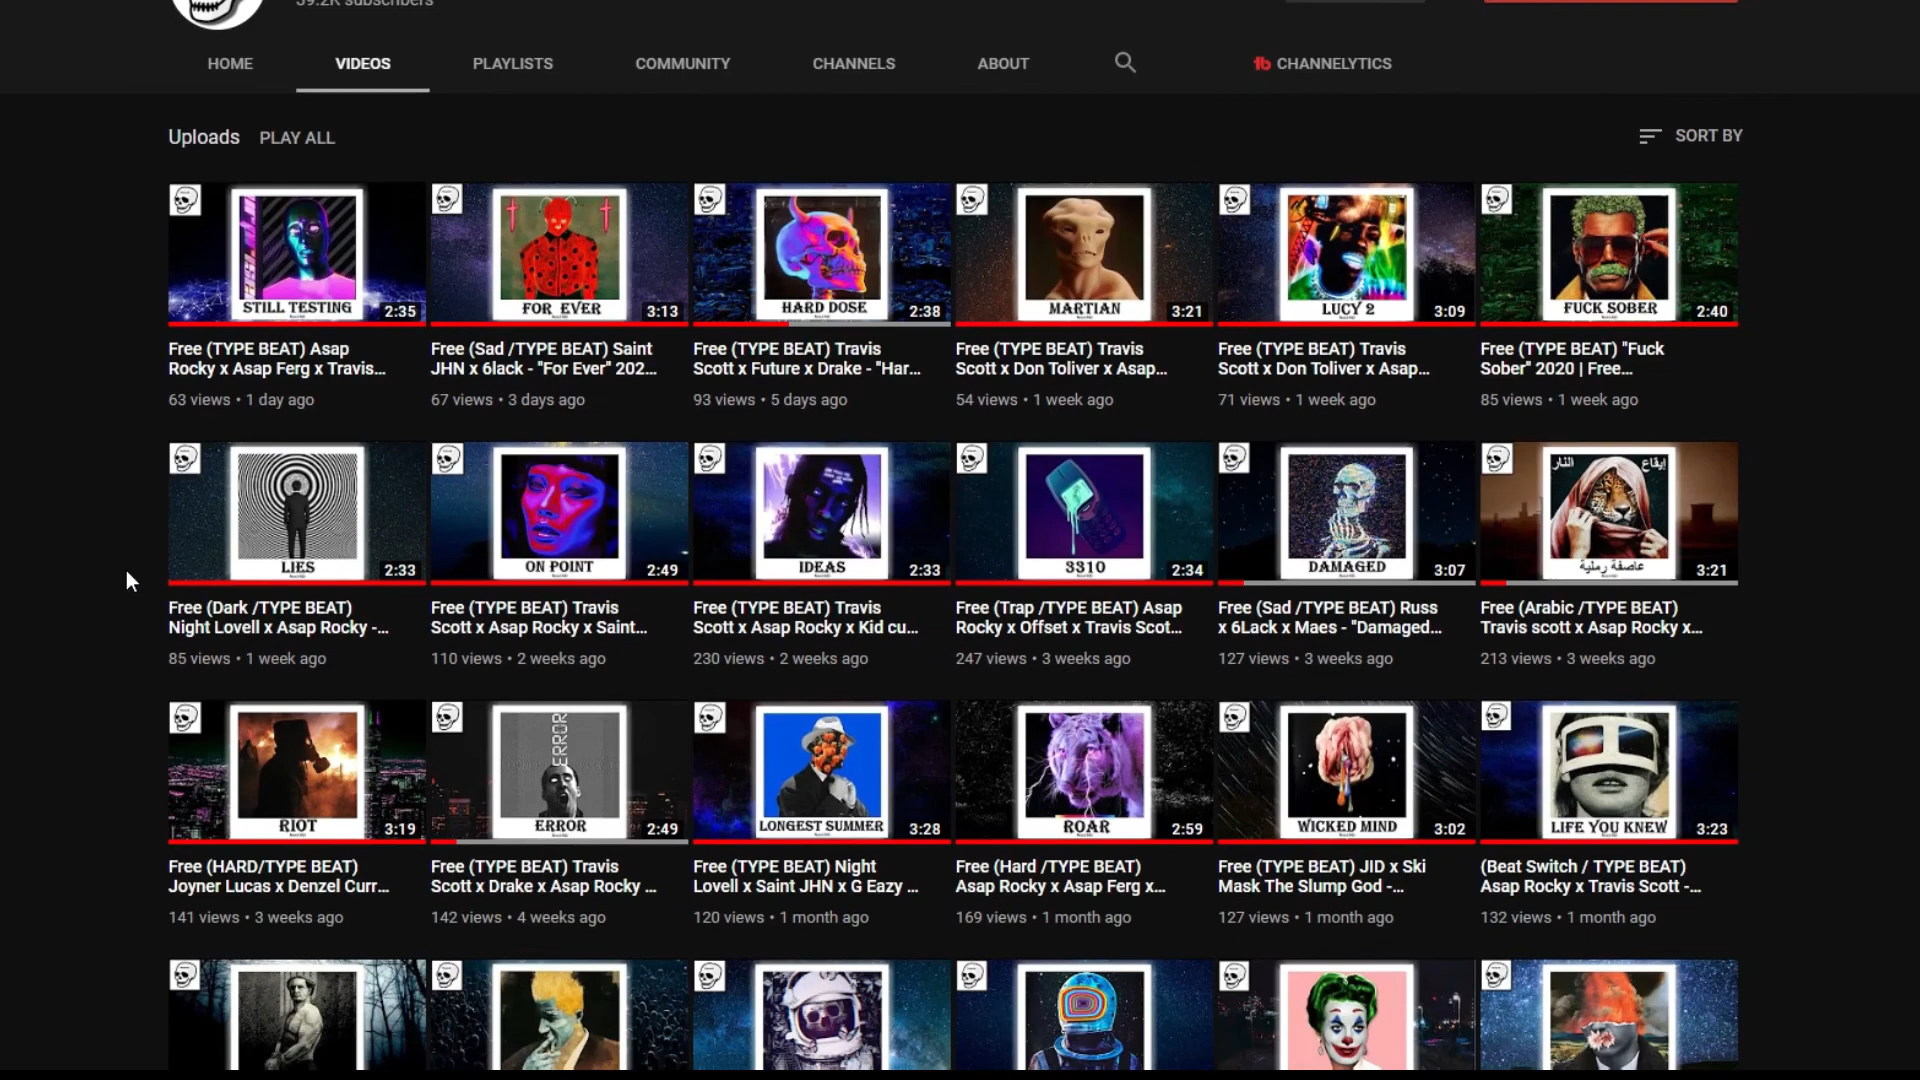 39.2K subscribers
HOME VIDEOS PLAYLISTS COMMUNITY CHANNELS ABOUT CHANNELYTICS
Uploads PLAY ALL SORT BY
STILL TESTING 2:35
FOR EVER 3:13
HARD DOSE 2:38
MARTIAN 3:21
LUCY 2 3:09
FUCK SOBER 2:40
Free (TYPE BEAT) Asap
Rocky x Asap Ferg x Travis...
63 views • 1 day ago
Free (Sad /TYPE BEAT) Saint
JHN x 6lack - "For Ever" 202...
67 views • 3 days ago
Free (TYPE BEAT) Travis
Scott x Future x Drake - "Har...
93 views • 5 days ago
Free (TYPE BEAT) Travis
Scott x Don Toliver x Asap...
54 views • 1 week ago
Free (TYPE BEAT) Travis
Scott x Don Toliver x Asap...
71 views • 1 week ago
Free (TYPE BEAT) "Fuck
Sober" 2020 | Free...
85 views • 1 week ago
LIES 2:33
ON POINT 2:49
IDEAS 2:33
3310 2:34
DAMAGED 3:07
إيقاع النار
عاصفة رملية 3:21
Free (Dark /TYPE BEAT)
Night Lovell x Asap Rocky -...
85 views • 1 week ago
Free (TYPE BEAT) Travis
Scott x Asap Rocky x Saint...
110 views • 2 weeks ago
Free (TYPE BEAT) Travis
Scott x Asap Rocky x Kid cu...
230 views • 2 weeks ago
Free (Trap /TYPE BEAT) Asap
Rocky x Offset x Travis Scot...
247 views • 3 weeks ago
Free (Sad /TYPE BEAT) Russ
x 6Lack x Maes - "Damaged...
127 views • 3 weeks ago
Free (Arabic /TYPE BEAT)
Travis scott x Asap Rocky x...
213 views • 3 weeks ago
RIOT 3:19
ERROR
ERROR 2:49
LONGEST SUMMER 3:28
ROAR 2:59
WICKED MIND 3:02
LIFE YOU KNEW 3:23
Free (HARD/TYPE BEAT)
Joyner Lucas x Denzel Curr...
141 views • 3 weeks ago
Free (TYPE BEAT) Travis
Scott x Drake x Asap Rocky ...
142 views • 4 weeks ago
Free (TYPE BEAT) Night
Lovell x Saint JHN x G Eazy ...
120 views • 1 month ago
Free (Hard /TYPE BEAT)
Asap Rocky x Asap Ferg x...
169 views • 1 month ago
Free (TYPE BEAT) JID x Ski
Mask The Slump God -...
127 views • 1 month ago
(Beat Switch / TYPE BEAT)
Asap Rocky x Travis Scott -...
132 views • 1 month ago